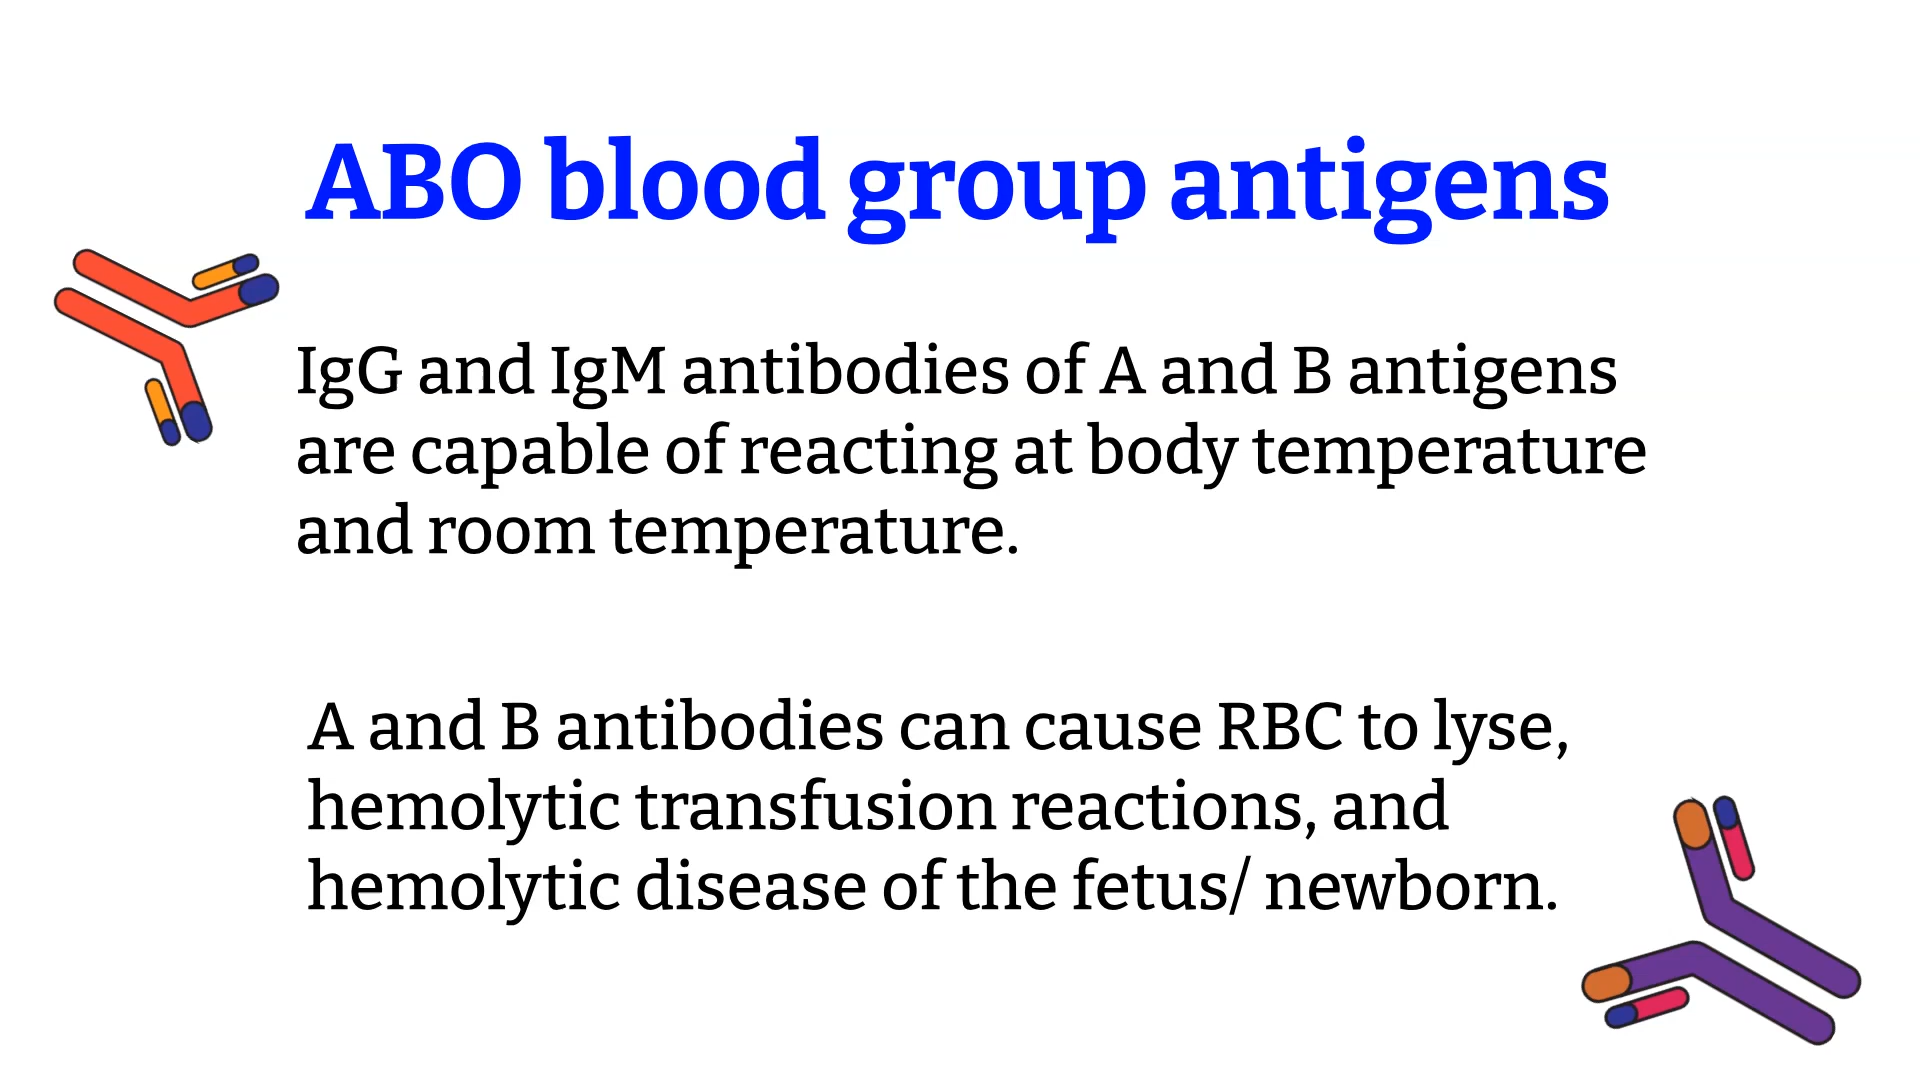 ABO blood group antigens
IgG and IgM antibodies of A and B antigens
are capable of reacting at body temperature
and room temperature.
A and B antibodies can cause RBC to lyse,
hemolytic transfusion reactions, and
hemolytic disease of the fetus/ newborn.